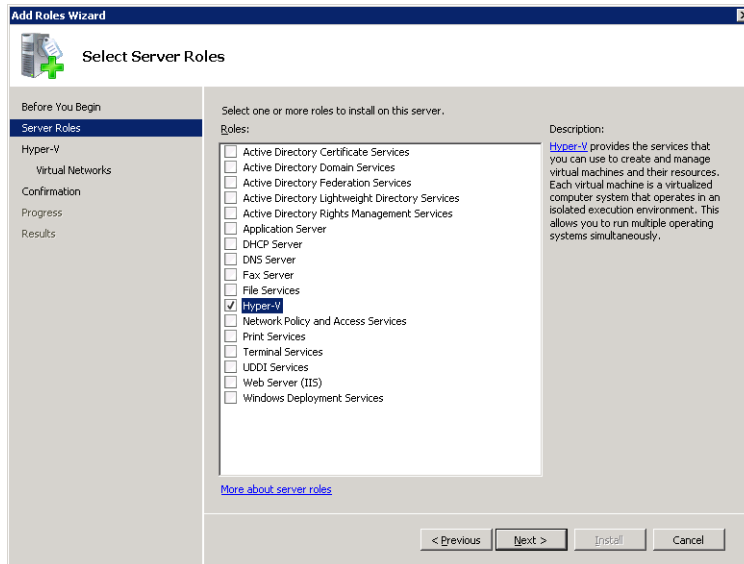 Add Roles Wizard
Select Server Roles
Before You Begin
Server Roles
Hyper-V
Virtual Networks
Confirmation
Progress
Results
Select one or more roles to install on this server.
Roles:
Active Directory Certificate Services
Active Directory Domain Services
Active Directory Federation Services
Active Directory Lightweight Directory Services
Active Directory Rights Management Services
Application Server
DHCP Server
DNS Server
Fax Server
File Services
Hyper-V
Network Policy and Access Services
Print Services
Terminal Services
UDDI Services
Web Server (IIS)
Windows Deployment Services
More about server roles
Description:
Hyper-V provides the services that
you can use to create and manage
virtual machines and their resources.
Each virtual machine is a virtualized
computer system that operates in an
isolated execution environment. This
allows you to run multiple operating
systems simultaneously.
< Previous
Next >
Install
Cancel